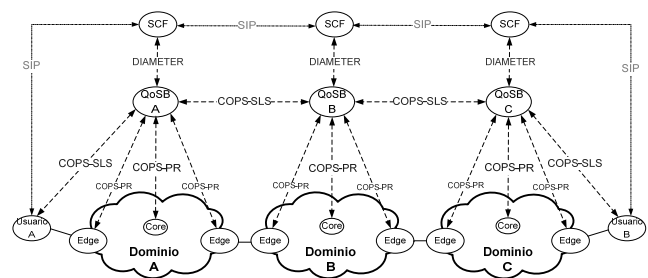 SCF
SIP
SCF
SIP
SCF
SIP
SIP
DIAMETER
DIAMETER
DIAMETER
QoSB
A
COPS-SLS
QoSB
B
COPS-SLS
QoSB
C
COPS-SLS
COPS-PR
COPS-PR
COPS-PR
COPS-SLS
COPS-PR
COPS-PR
COPS-PR
COPS-PR
COPS-PR
COPS-PR
Usuario
A
Edge
Core
Dominio
A
Edge
Edge
Core
Dominio
B
Edge
Edge
Core
Dominio
C
Edge
Usuario
B